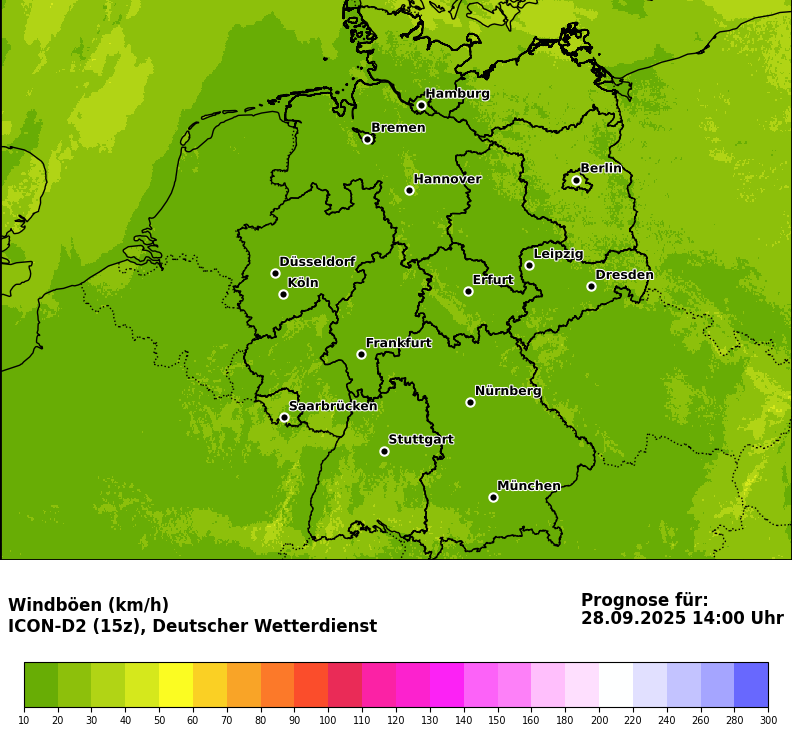 Hamburg
Bremen
Berlin
Hannover
Leipzig
Düsseldorf
Dresden
Erfurt
Köln
Frankfurt
Nürnberg
Saarbrücken
Stuttgart
München
Windböen (km/h)
ICON-D2 (15z), Deutscher Wetterdienst
Prognose für:
28.09.2025 14:00 Uhr
10 20 30 40 50 60 70 80 90 100 110 120 130 140 150 160 180 200 220 240 260 280 300